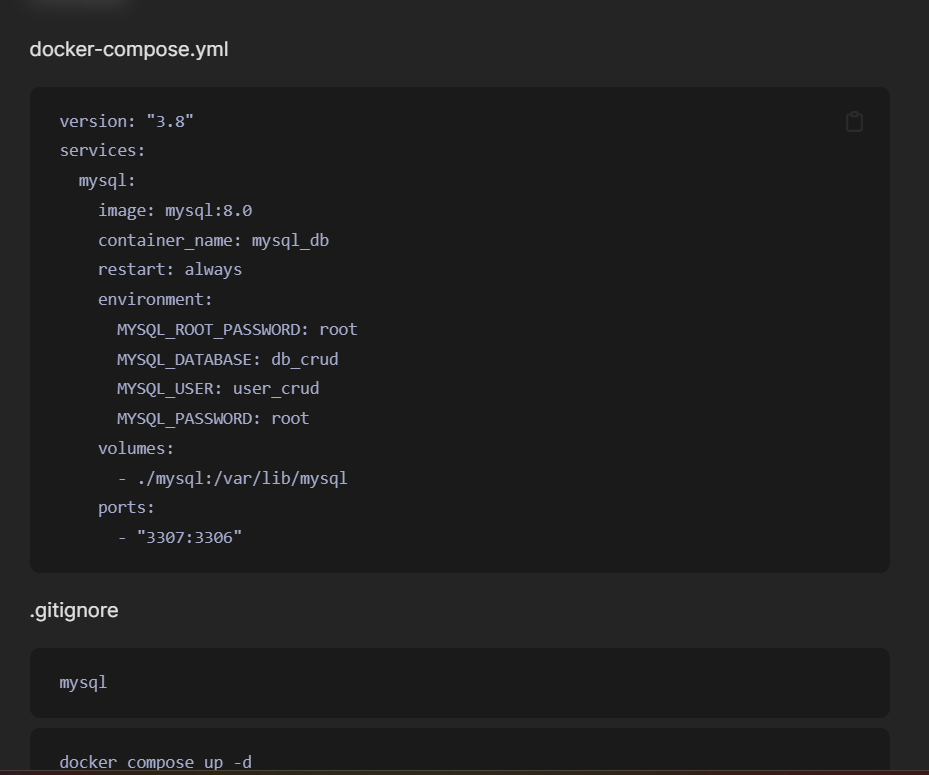 docker-compose.yml
version: "3.8"
services:
  mysql:
    image: mysql:8.0
    container_name: mysql_db
    restart: always
    environment:
      MYSQL_ROOT_PASSWORD: root
      MYSQL_DATABASE: db_crud
      MYSQL_USER: user_crud
      MYSQL_PASSWORD: root
    volumes:
      - ./mysql:/var/lib/mysql
    ports:
      - "3307:3306"
.gitignore
mysql
docker compose up -d